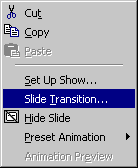 Cut
Copy
Paste
Set Up Show...
Slide Transition...
Hide Slide
Preset Animation
Animation Preview